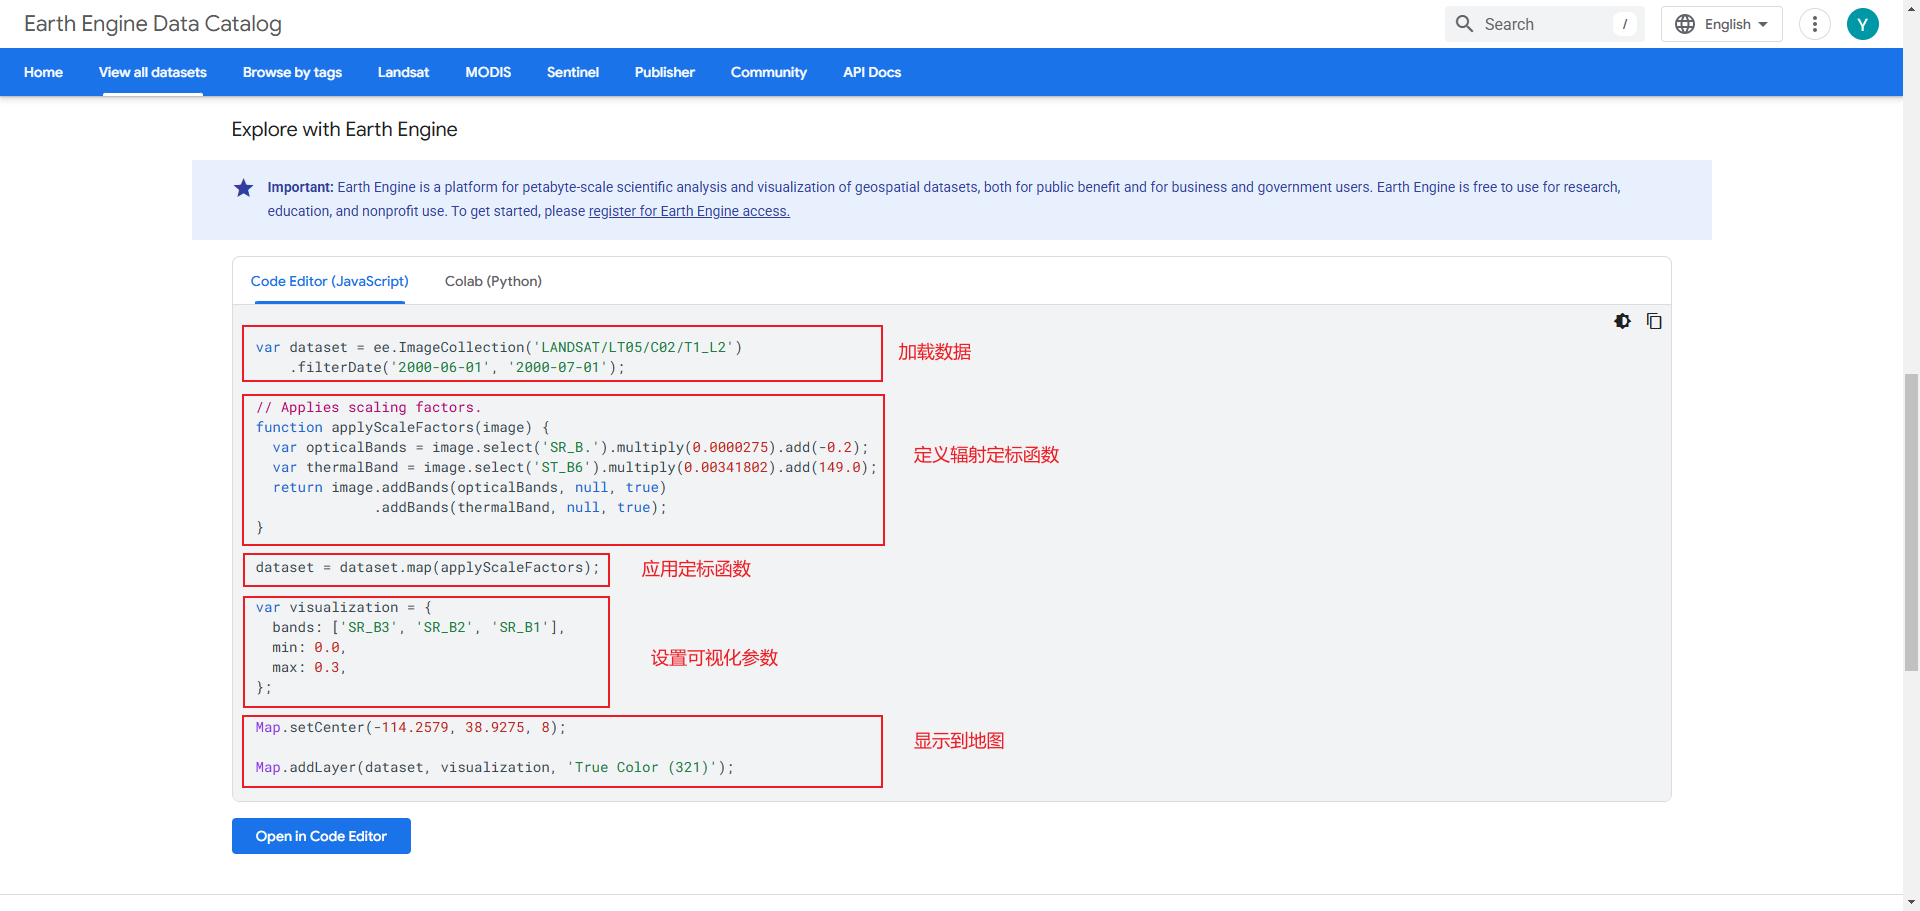 Earth Engine Data Catalog
Search
/
English
Y
Home
View all datasets
Browse by tags
Landsat
MODIS
Sentinel
Publisher
Community
API Docs
Explore with Earth Engine
Important: Earth Engine is a platform for petabyte-scale scientific analysis and visualization of geospatial datasets, both for public benefit and for business and government users. Earth Engine is free to use for research,
education, and nonprofit use. To get started, please register for Earth Engine access.
Code Editor (JavaScript)
Colab (Python)
var dataset = ee.ImageCollection('LANDSAT/LT05/C02/T1_L2')
    .filterDate('2000-06-01', '2000-07-01');
加载数据
// Applies scaling factors.
function applyScaleFactors(image) {
  var opticalBands = image.select('SR_B.').multiply(0.0000275).add(-0.2);
  var thermalBand = image.select('ST_B6').multiply(0.00341802).add(149.0);
  return image.addBands(opticalBands, null, true)
              .addBands(thermalBand, null, true);
}
定义辐射定标函数
dataset = dataset.map(applyScaleFactors);
应用定标函数
var visualization = {
  bands: ['SR_B3', 'SR_B2', 'SR_B1'],
  min: 0.0,
  max: 0.3,
};
设置可视化参数
Map.setCenter(-114.2579, 38.9275, 8);
Map.addLayer(dataset, visualization, 'True Color (321)');
显示到地图
Open in Code Editor